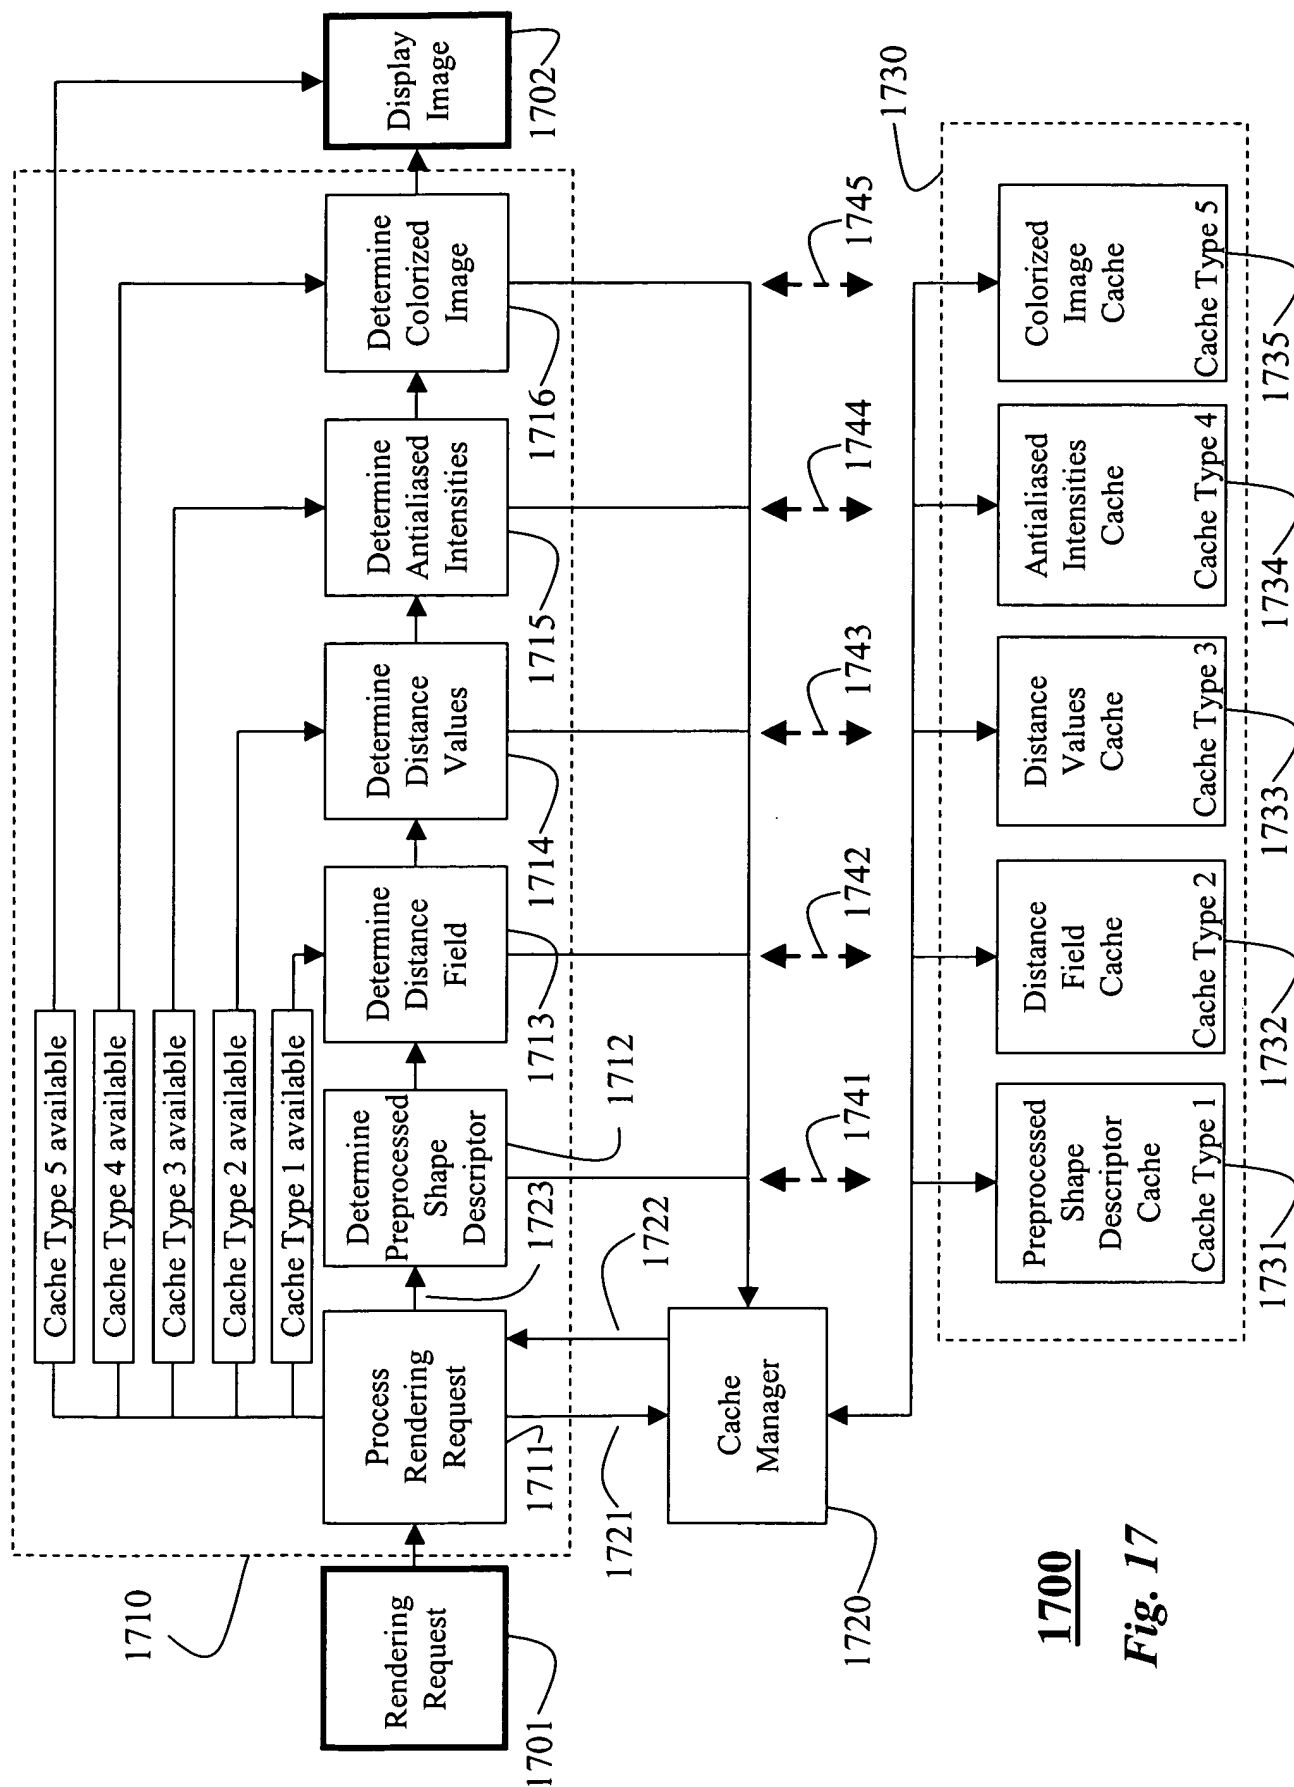 Cache Type 5 available
Cache Type 4 available
Cache Type 3 available
Cache Type 2 available
Cache Type 1 available
1710
Rendering
Request
1701
Process
Rendering
Request
1711
1723
Determine
Preprocessed
Shape
Descriptor
1712
Determine
Distance
Field
1713
Determine
Distance
Values
1714
Determine
Antialiased
Intensities
1715
Determine
Colorized
Image
1716
Display
Image
1702
1721
1722
Cache
Manager
1720
1741
1742
1743
1744
1745
1730
Preprocessed
Shape
Descriptor
Cache
Cache Type 1
1731
Distance
Field
Cache
Cache Type 2
1732
Distance
Values
Cache
Cache Type 3
1733
Antialiased
Intensities
Cache
Cache Type 4
1734
Colorized
Image
Cache
Cache Type 5
1735
1700
Fig. 17